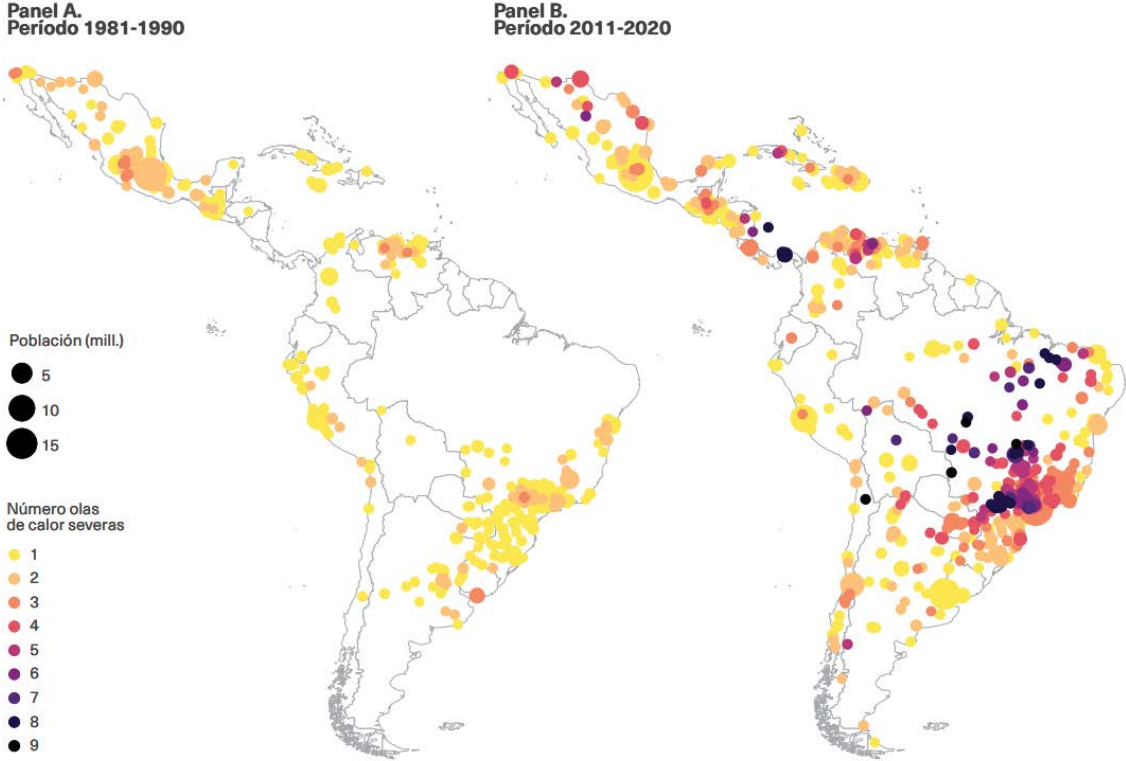 Panel A.
Período 1981-1990
Panel B.
Período 2011-2020
Población (mill.)
5
10
15
Número olas
de calor severas
1
2
3
4
5
6
7
8
9